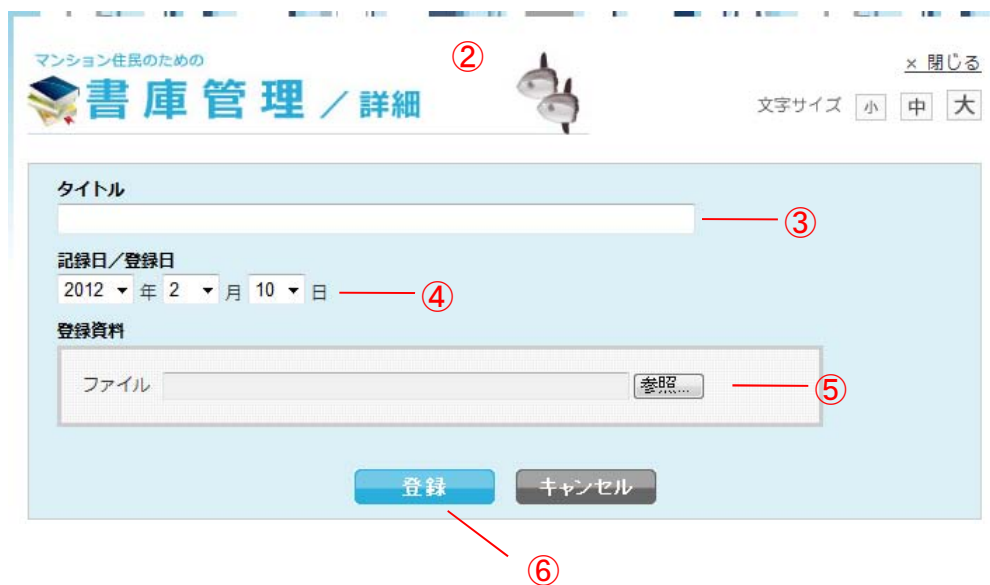 マンション住民のための
②
× 閉じる
書庫管理／詳細
文字サイズ 小 中 大
タイトル
③
記録日／登録日
2012 年 2 月 10 日
④
登録資料
ファイル 参照...
⑤
登録 キャンセル
⑥